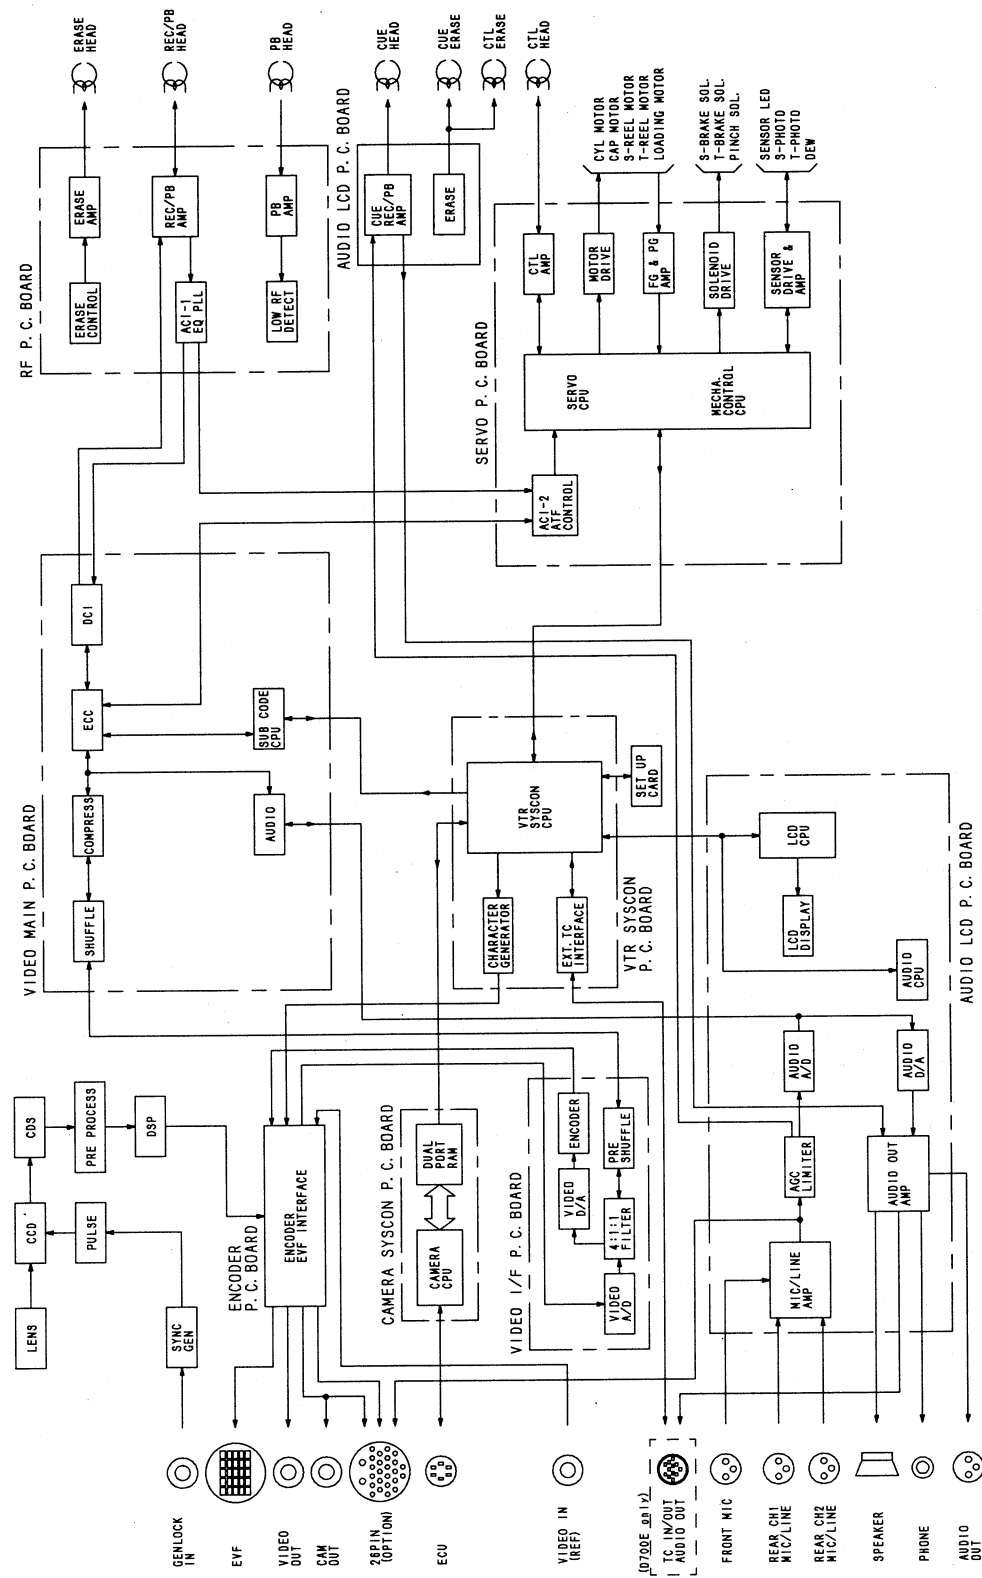 GENLOCK
IN
EVF
VIDEO
OUT
CAM
OUT
26PIN
(OPTION)
ECU
VIDEO IN
(REF)
(D700E only)
TC IN/OUT
AUDIO OUT
FRONT MIC
REAR CH1
MIC/LINE
REAR CH2
MIC/LINE
SPEAKER
PHONE
AUDIO
OUT
LENS
CCD
CDS
SYNC
GEN
PULSE
PRE PROCESS
DSP
ENCODER
P. C. BOARD
ENCODER
EVF INTERFACE
CAMERA SYSCON P. C. BOARD
CAMERA
CPU
DUAL
PORT
RAM
VIDEO I/F P. C. BOARD
VIDEO
A/D
4:1:1
FILTER
VIDEO
D/A
PRE
SHUFFLE
ENCODER
MIC/LINE
AMP
AGC
LIMITER
AUDIO OUT
AMP
AUDIO
A/D
AUDIO
D/A
AUDIO
CPU
LCD
DISPLAY
LCD
CPU
AUDIO LCD P. C. BOARD
VIDEO MAIN P. C. BOARD
SHUFFLE
COMPRESS
ECC
DCI
AUDIO
SUB CODE
CPU
CHARACTER
GENERATOR
EXT. TC
INTERFACE
VTR
SYSCON
CPU
SET UP
CARD
VTR SYSCON
P. C. BOARD
RF P. C. BOARD
ERASE
CONTROL
ERASE
AMP
ACI-1
EQ PLL
REC/PB
AMP
LOW RF
DETECT
PB
AMP
AUDIO LCD P. C. BOARD
CUE
REC/PB
AMP
ERASE
SERVO P. C. BOARD
ACI-2
ATF
CONTROL
SERVO
CPU
MECHA.
CONTROL
CPU
CTL
AMP
MOTOR
DRIVE
FG & PG
AMP
SOLENOID
DRIVE
SENSOR
DRIVE &
AMP
ERASE
HEAD
REC/PB
HEAD
PB
HEAD
CUE
HEAD
CUE
ERASE
CTL
ERASE
CTL
HEAD
CYL MOTOR
CAP MOTOR
S-REEL MOTOR
T-REEL MOTOR
LOADING MOTOR
S-BRAKE SOL.
T-BRAKE SOL.
PINCH SOL.
SENSOR LED
S-PHOTO
T-PHOTO
DEW